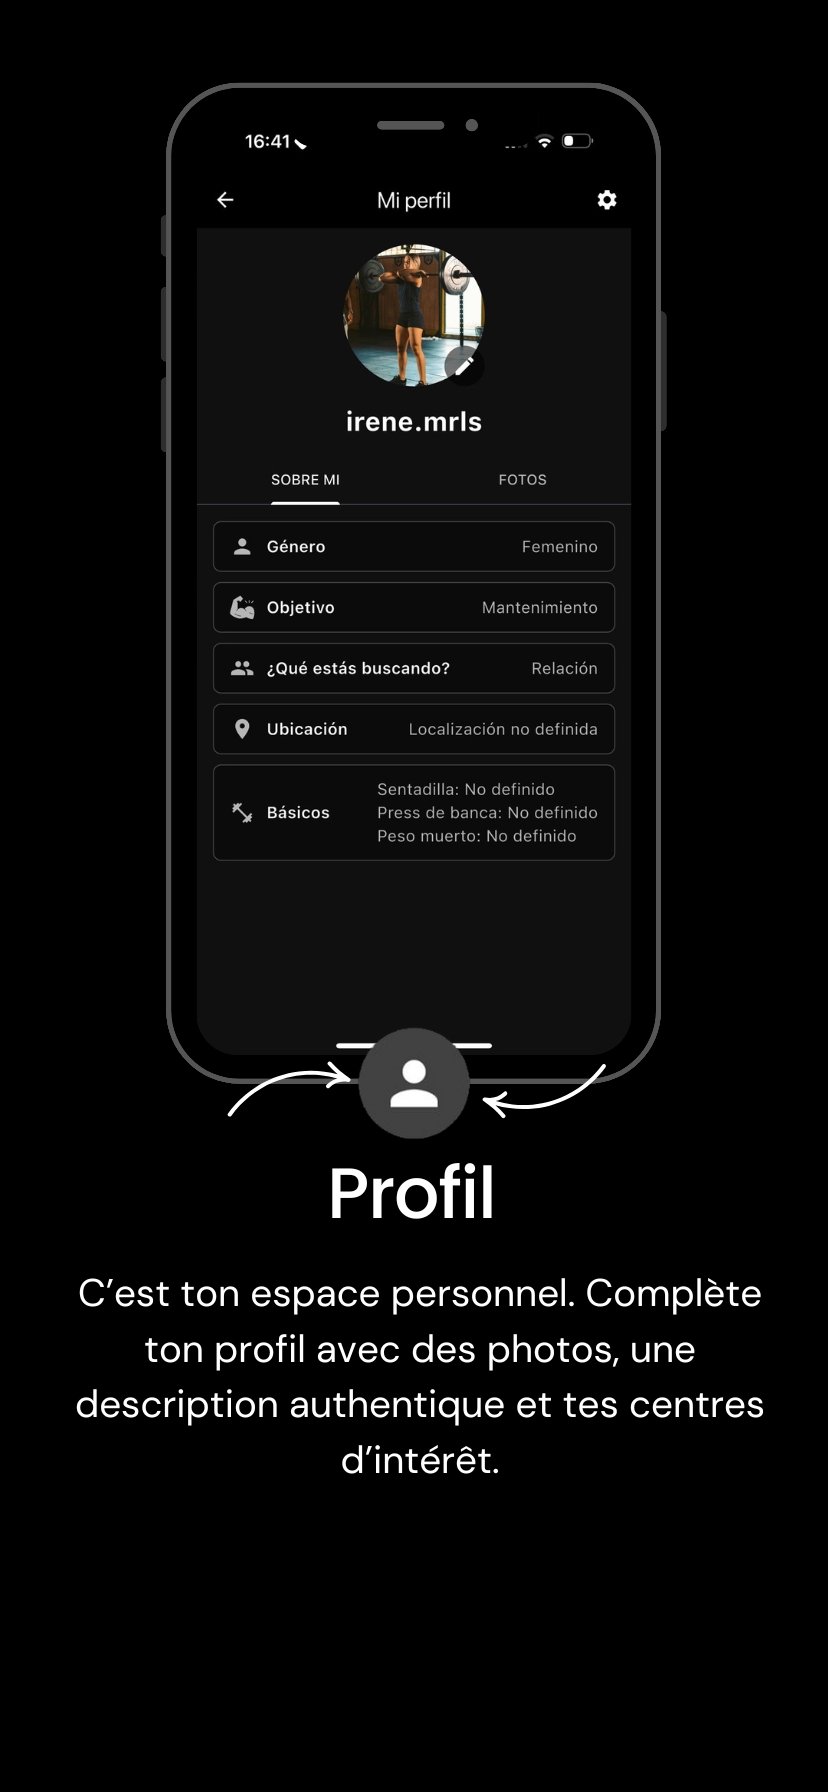 16:41
Mi perfil
irene.mrls
SOBRE MI
FOTOS
Género
Femenino
Objetivo
Mantenimiento
¿Qué estás buscando?
Relación
Ubicación
Localización no definida
Básicos
Sentadilla: No definido
Press de banca: No definido
Peso muerto: No definido
Profil
C’est ton espace personnel. Complète
ton profil avec des photos, une
description authentique et tes centres
d’intérêt.